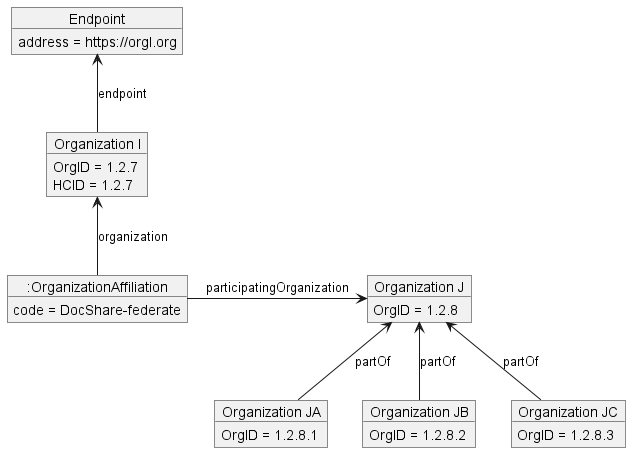 Endpoint
address = https://orgI.org
endpoint
Organization I
OrgID = 1.2.7
HCID = 1.2.7
organization
:OrganizationAffiliation
code = DocShare-federate
participatingOrganization
Organization J
OrgID = 1.2.8
partOf
partOf
partOf
Organization JA
OrgID = 1.2.8.1
Organization JB
OrgID = 1.2.8.2
Organization JC
OrgID = 1.2.8.3